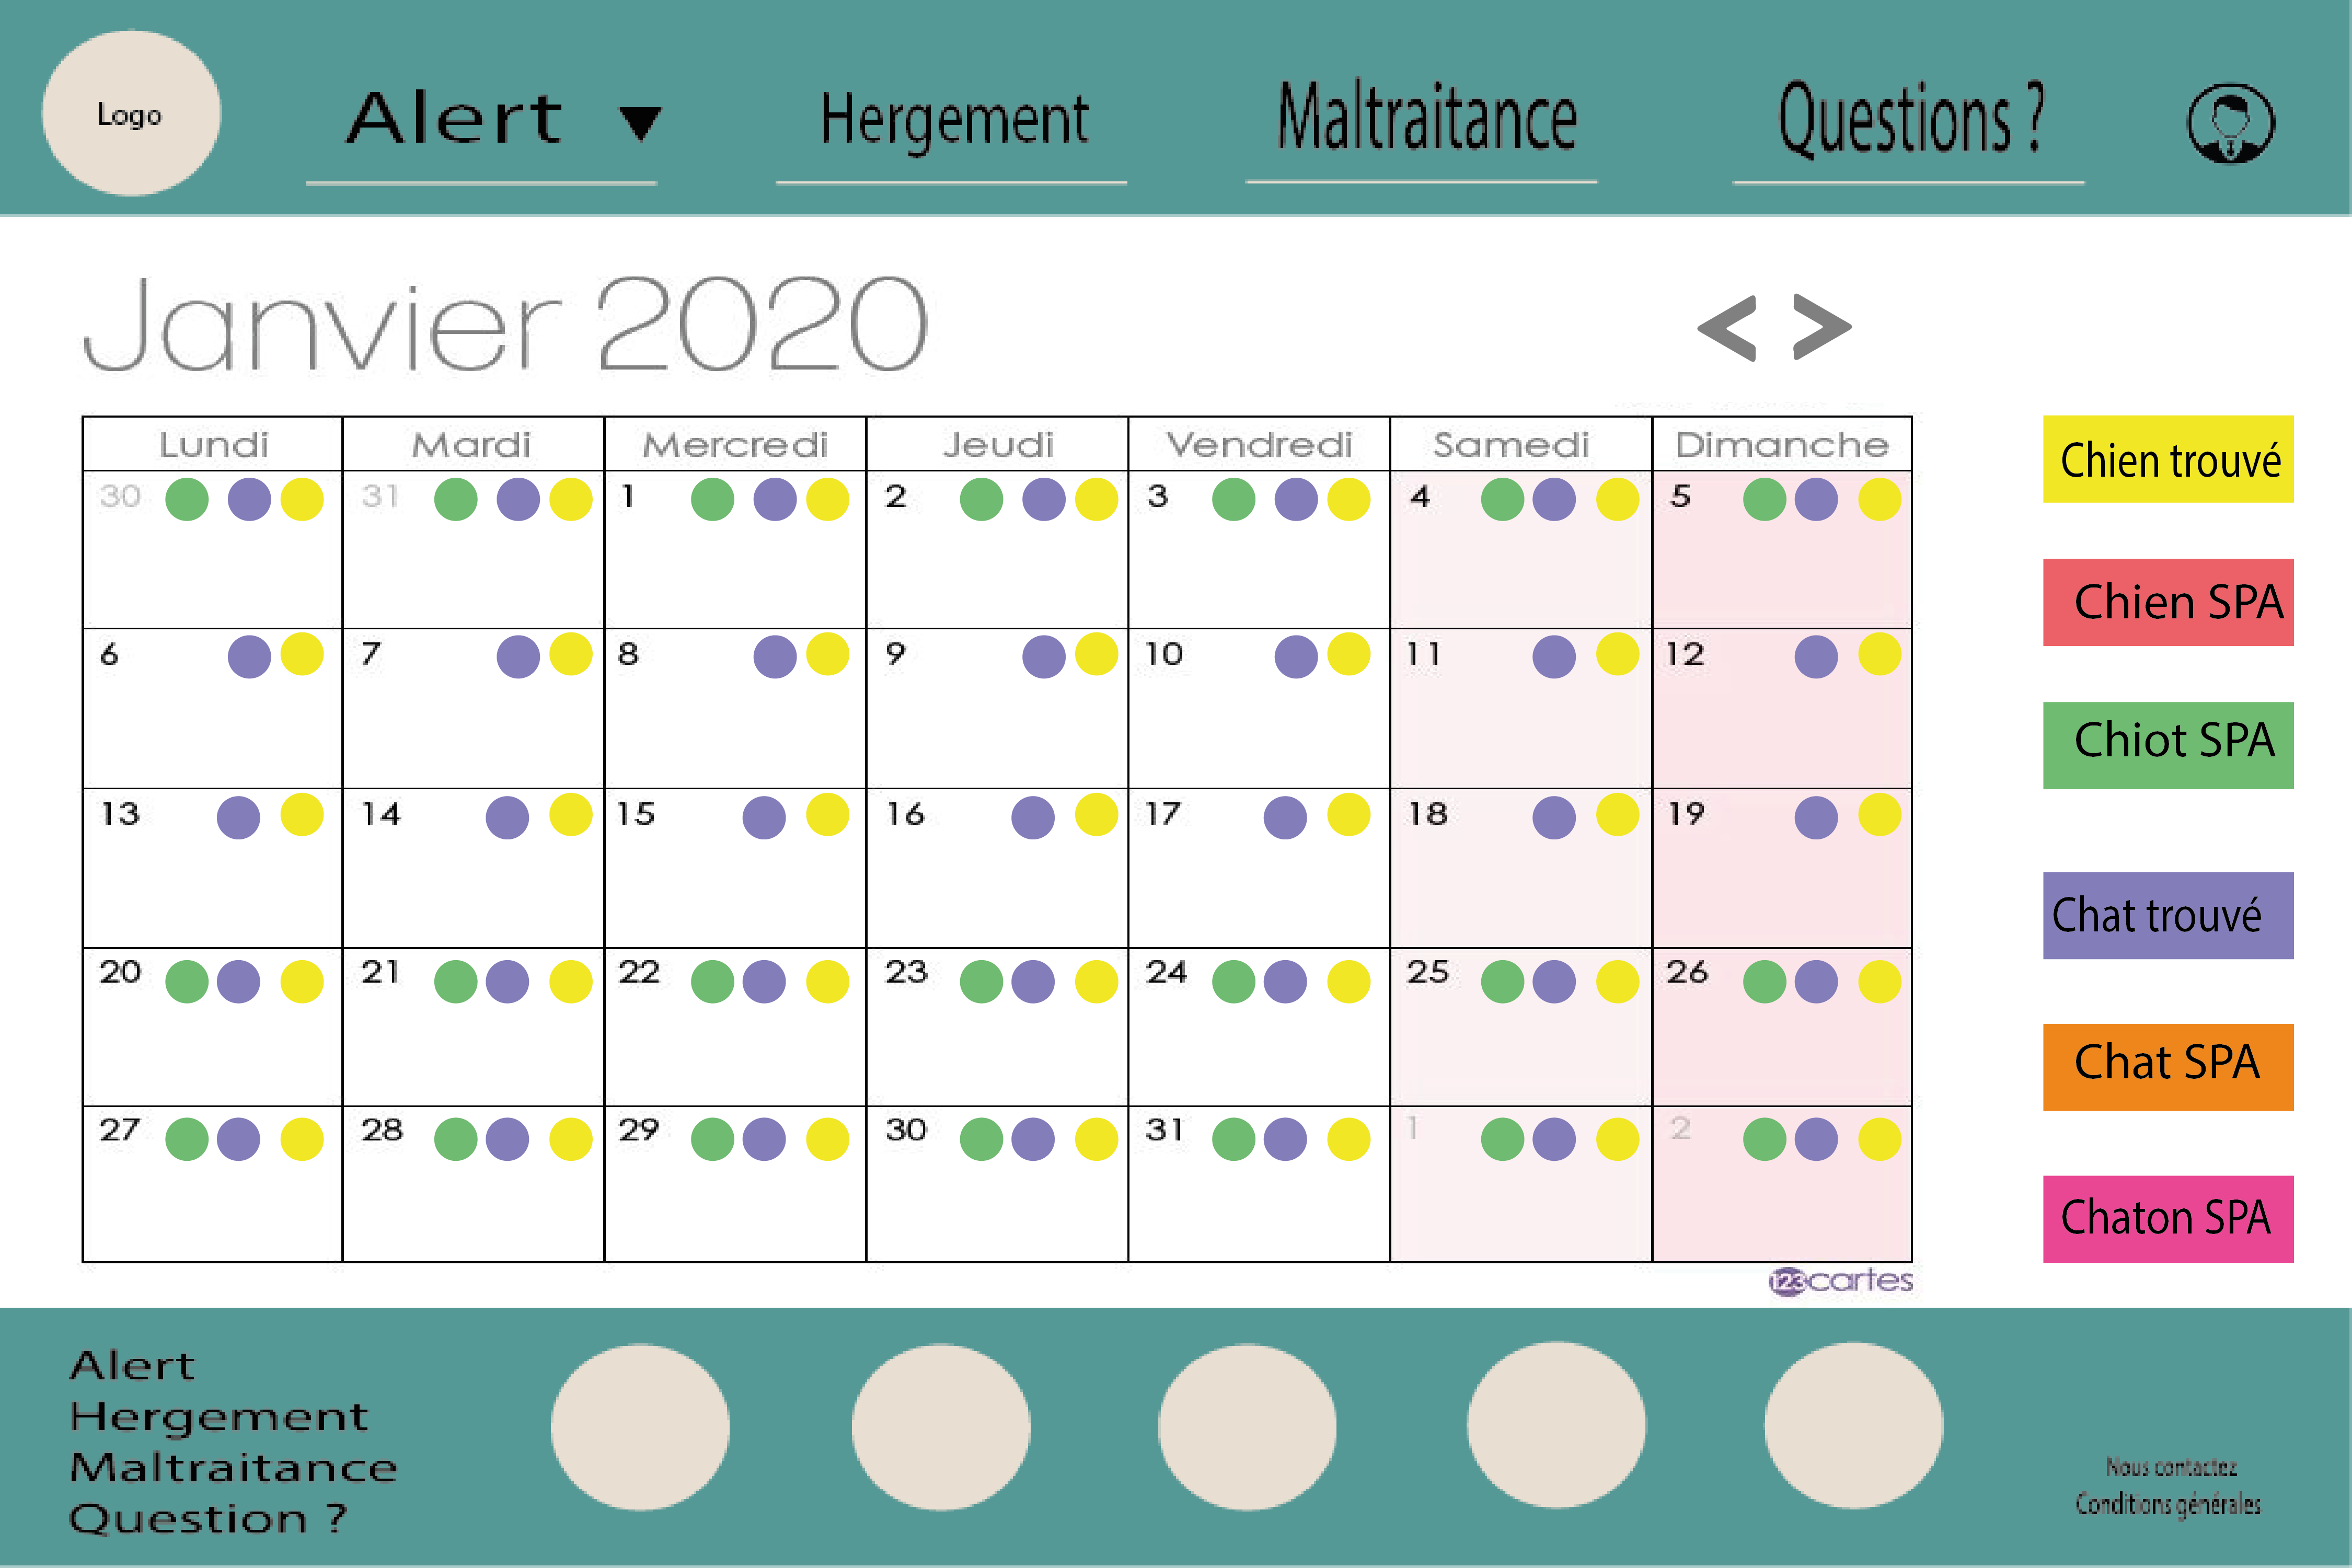 Logo
Alert ▼ Hergement Maltraitance Questions ?
Janvier 2020
< >
Lundi Mardi Mercredi Jeudi Vendredi Samedi Dimanche
30 31 1 2 3 4 5
6 7 8 9 10 11 12
13 14 15 16 17 18 19
20 21 22 23 24 25 26
27 28 29 30 31 1 2
Chien trouvé
Chien SPA
Chiot SPA
Chat trouvé
Chat SPA
Chaton SPA
123cartes
Alert
Hergement
Maltraitance
Question ?
Nous contactez
Conditions générales